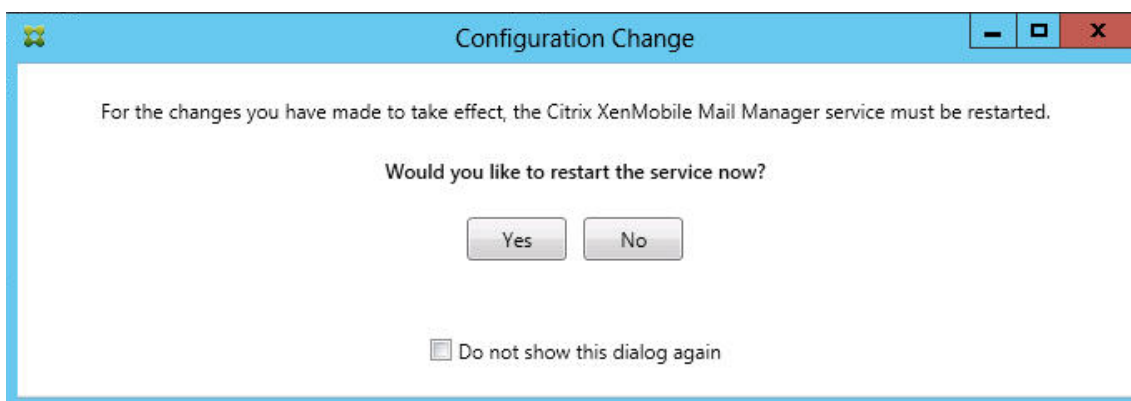 Configuration Change
For the changes you have made to take effect, the Citrix XenMobile Mail Manager service must be restarted.
Would you like to restart the service now?
Yes No
Do not show this dialog again